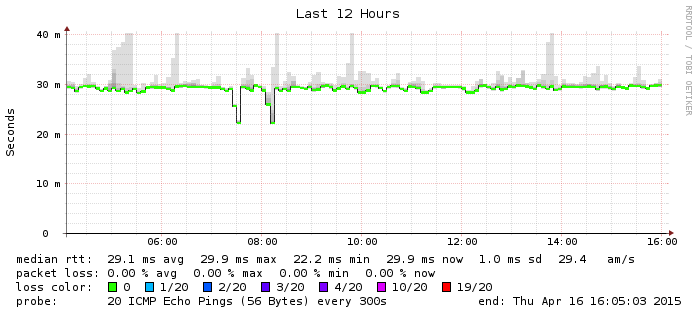 Last 12 Hours
RRDTOOL / TOBI OETIKER
40 m
30 m
20 m
10 m
0
Seconds
06:00 08:00 10:00 12:00 14:00 16:00
median rtt: 29.1 ms avg 29.9 ms max 22.2 ms min 29.9 ms now 1.0 ms sd 29.4 am/s
packet loss: 0.00 % avg 0.00 % max 0.00 % min 0.00 % now
loss color: 0 1/20 2/20 3/20 4/20 10/20 19/20
probe: 20 ICMP Echo Pings (56 Bytes) every 300s end: Thu Apr 16 16:05:03 2015